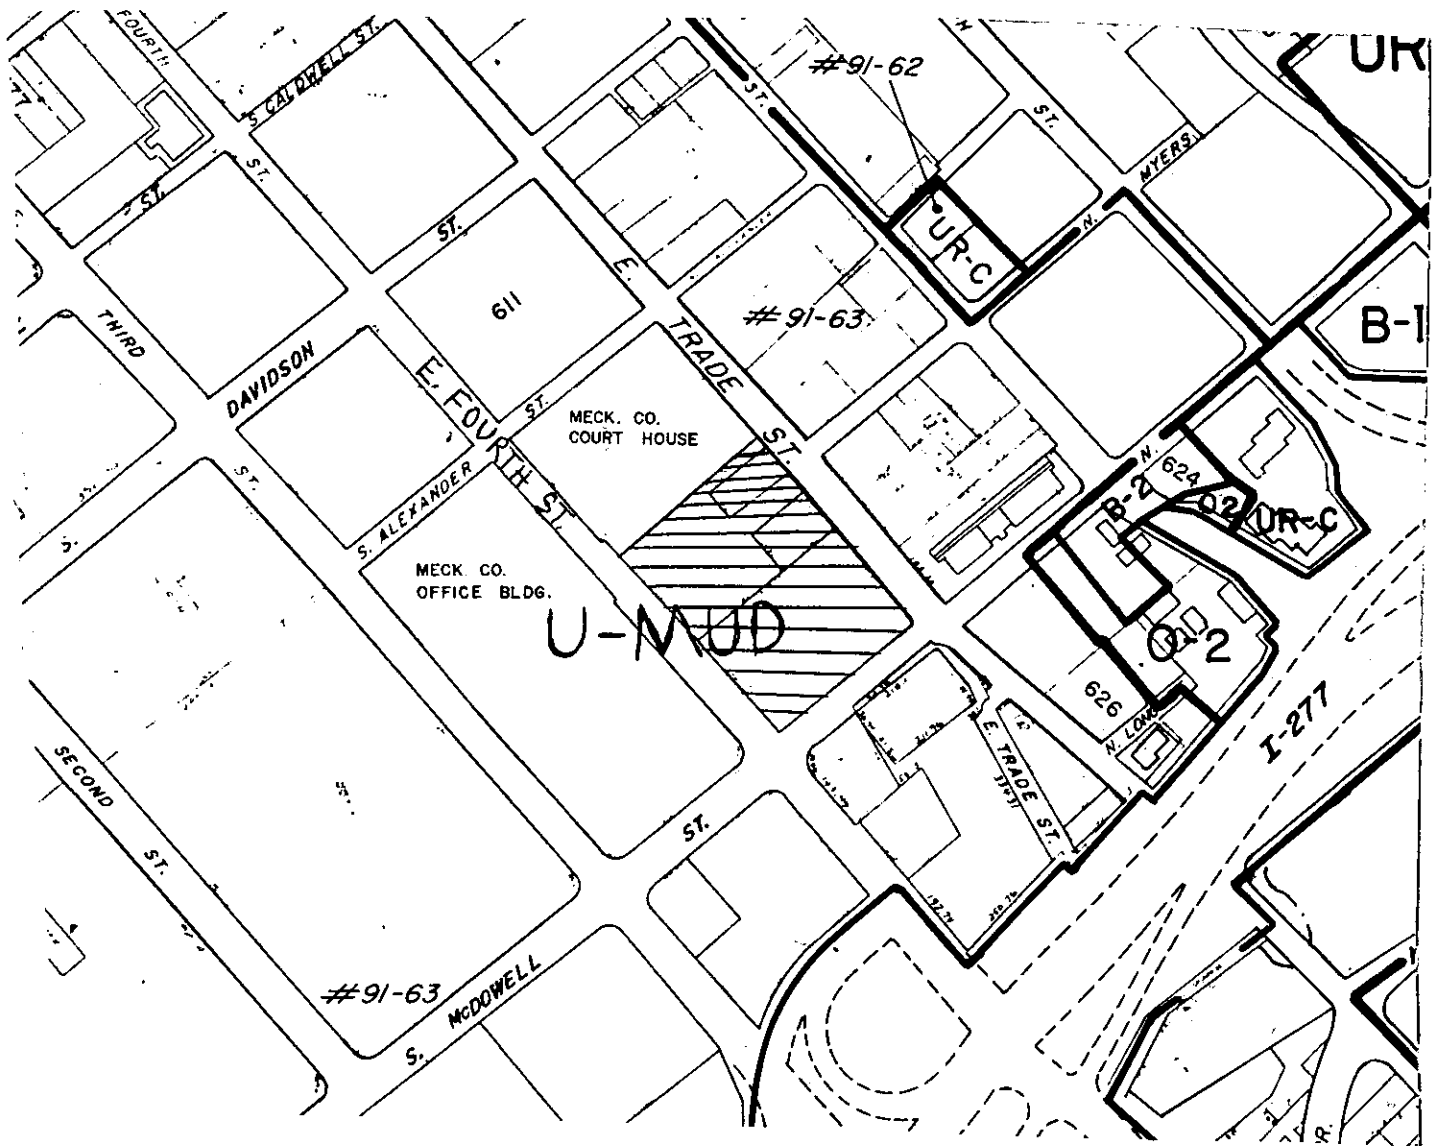 FOURTH
S. CALDWELL ST.
#91-62
UR
77
ST.
ST.
ST.
ST.
ST.
MYERS
N.
UR-C
E.
TRADE
ST.
611
#91-63
B-1
THIRD
ST.
DAVIDSON
ST.
E. FOURTH ST.
MECK. CO.
COURT HOUSE
S. ALEXANDER
S.
N.
624
B-2
O2
UR-C
MECK. CO.
OFFICE BLDG.
U-MUD
O-2
626
N. LONG
I-277
E. TRADE ST.
SECOND
ST.
ST.
#91-63
S.
McDOWELL
R.